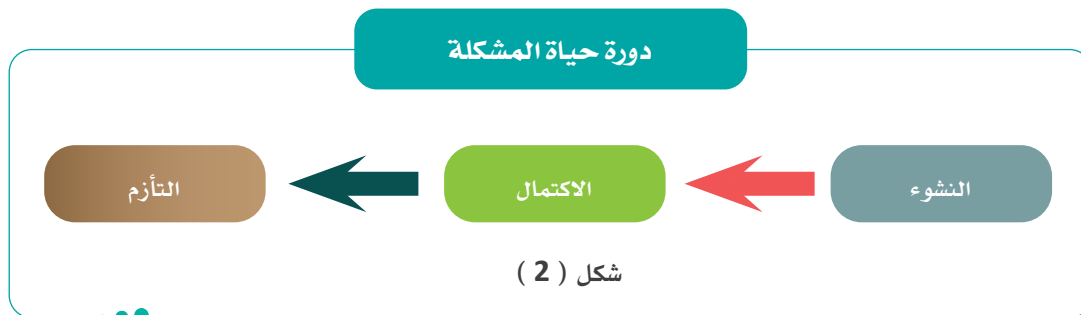 دورة حياة المشكلة
النشوء
الاكتمال
التأزم
شكل ( 2 )